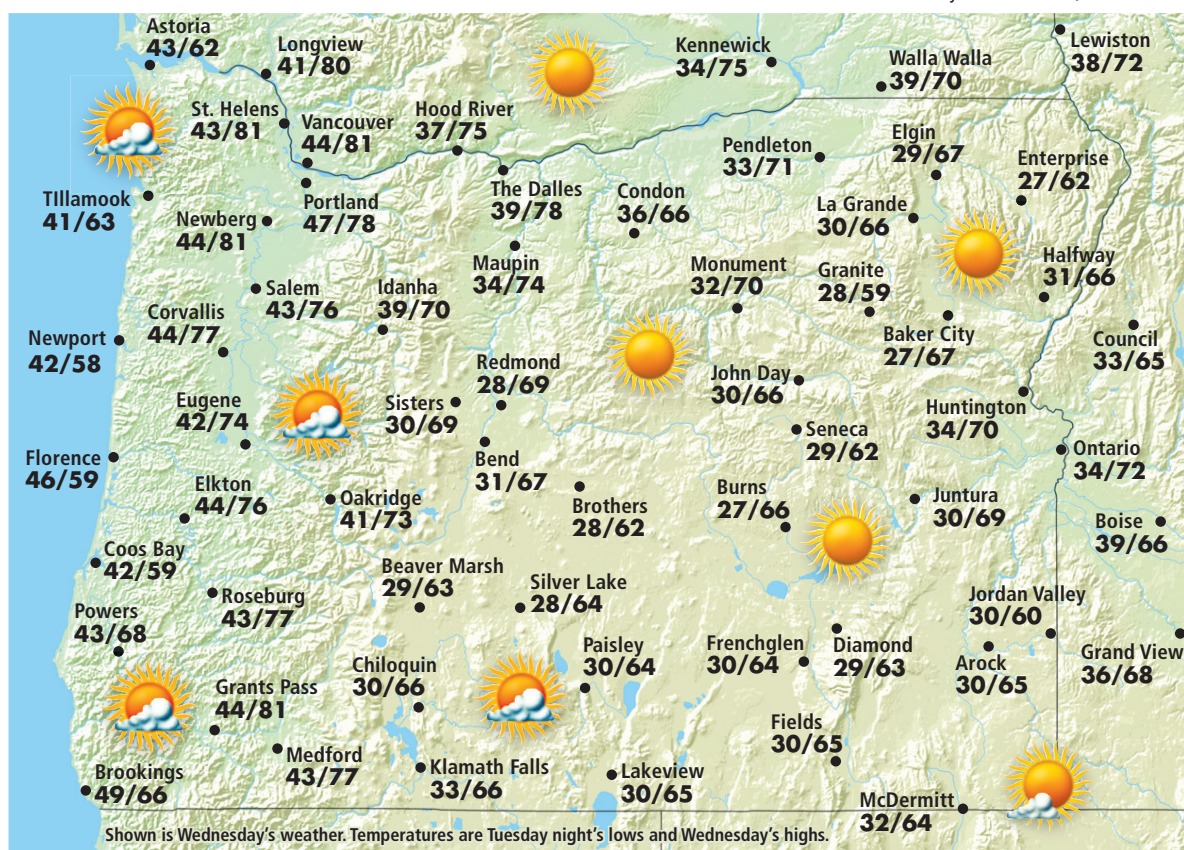 Astoria
43/62
Longview
41/80
Kennewick
34/75
Walla Walla
39/70
Lewiston
38/72
St. Helens
43/81
Vancouver
44/81
Hood River
37/75
Pendleton
33/71
Elgin
29/67
Enterprise
27/62
TIllamook
41/63
Newberg
44/81
Portland
47/78
The Dalles
39/78
Condon
36/66
La Grande
30/66
Maupin
34/74
Monument
32/70
Granite
28/59
Halfway
31/66
Salem
43/76
Idanha
39/70
Corvallis
44/77
Newport
42/58
Baker City
27/67
Council
33/65
Redmond
28/69
John Day
30/66
Eugene
42/74
Sisters
30/69
Huntington
34/70
Seneca
29/62
Florence
46/59
Bend
31/67
Ontario
34/72
Elkton
44/76
Oakridge
41/73
Brothers
28/62
Burns
27/66
Juntura
30/69
Boise
39/66
Coos Bay
42/59
Beaver Marsh
29/63
Silver Lake
28/64
Roseburg
43/77
Jordan Valley
30/60
Powers
43/68
Paisley
30/64
Frenchglen
30/64
Diamond
29/63
Arock
30/65
Grand View
36/68
Chiloquin
30/66
Grants Pass
44/81
Fields
30/65
Medford
43/77
Klamath Falls
33/66
Lakeview
30/65
Brookings
49/66
McDermitt
32/64
Shown is Wednesday's weather. Temperatures are Tuesday night's lows and Wednesday's highs.